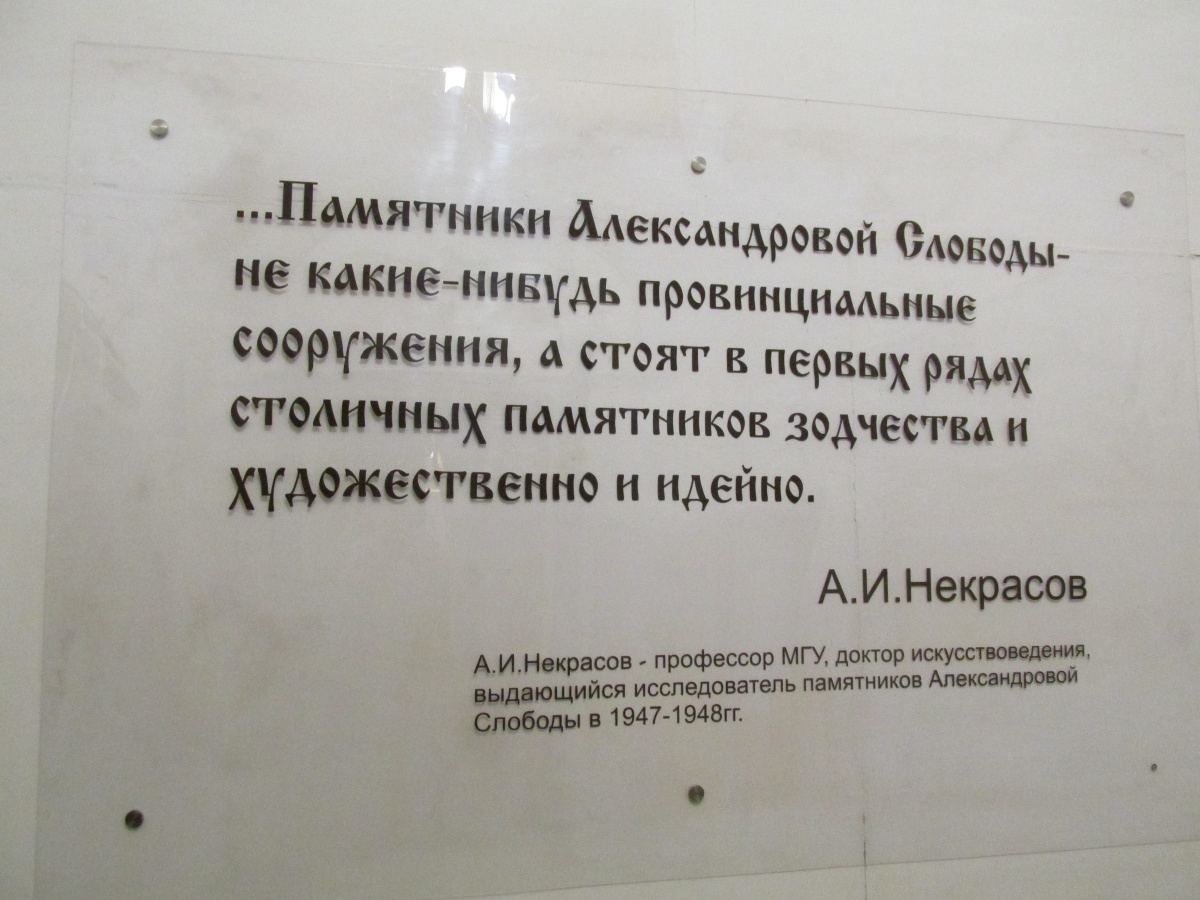 ...Памятники Александровой Слободы-
не какие-нибудь провинциальные
сооружения, а стоят в первых рядах
столичных памятников зодчества и
художественно и идейно.
А.И.Некрасов
А.И.Некрасов - профессор МГУ, доктор искусствоведения,
выдающийся исследователь памятников Александровой
Слободы в 1947-1948гг.